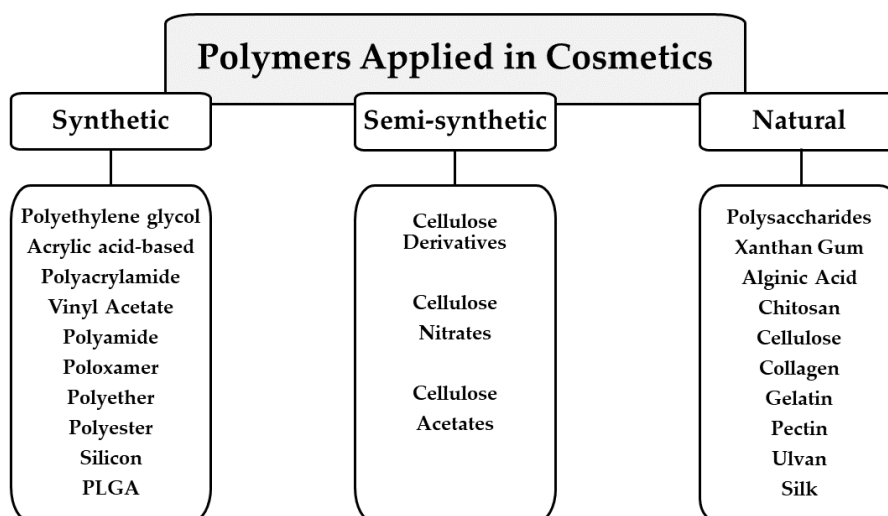 Polymers Applied in Cosmetics
Synthetic
Polyethylene glycol
Acrylic acid-based
Polyacrylamide
Vinyl Acetate
Polyamide
Poloxamer
Polyether
Polyester
Silicon
PLGA
Semi-synthetic
Cellulose
Derivatives
Cellulose
Nitrates
Cellulose
Acetates
Natural
Polysaccharides
Xanthan Gum
Alginic Acid
Chitosan
Cellulose
Collagen
Gelatin
Pectin
Ulvan
Silk